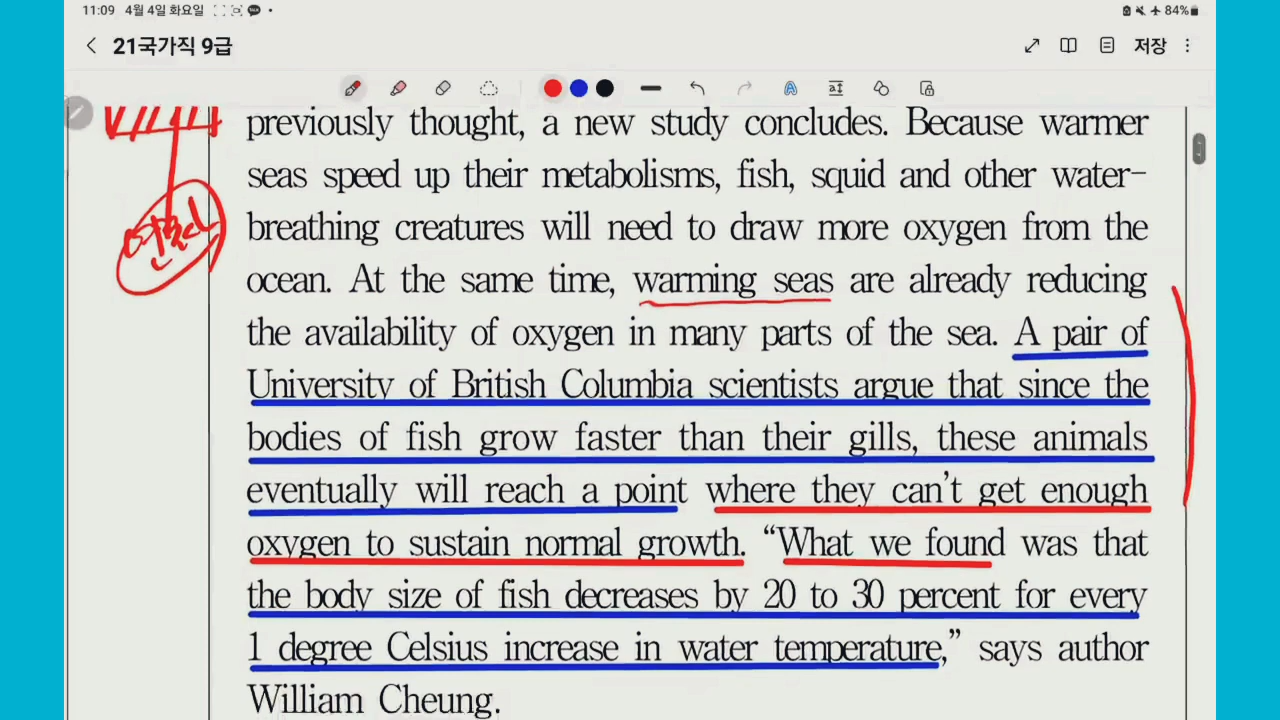 11:09 4월 4일 화요일
84%
21국가직 9급
저장
previously thought, a new study concludes. Because warmer
seas speed up their metabolisms, fish, squid and other water-
breathing creatures will need to draw more oxygen from the
ocean. At the same time, warming seas are already reducing
the availability of oxygen in many parts of the sea. A pair of
University of British Columbia scientists argue that since the
bodies of fish grow faster than their gills, these animals
eventually will reach a point where they can't get enough
oxygen to sustain normal growth. “What we found was that
the body size of fish decreases by 20 to 30 percent for every
1 degree Celsius increase in water temperature,” says author
William Cheung.